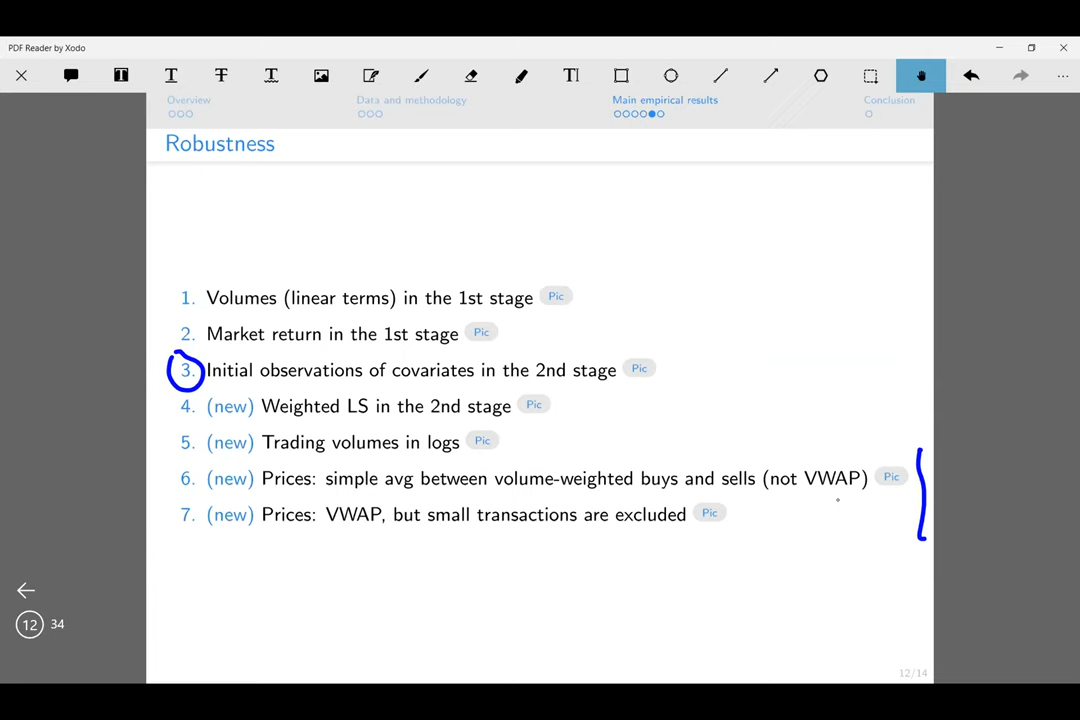 PDF Reader by Xodo
Overview
Data and methodology
Main empirical results
Conclusion
Robustness
1. Volumes (linear terms) in the 1st stage Pic
2. Market return in the 1st stage Pic
3. Initial observations of covariates in the 2nd stage Pic
4. (new) Weighted LS in the 2nd stage Pic
5. (new) Trading volumes in logs Pic
6. (new) Prices: simple avg between volume-weighted buys and sells (not VWAP) Pic
7. (new) Prices: VWAP, but small transactions are excluded Pic
12 34
12/14